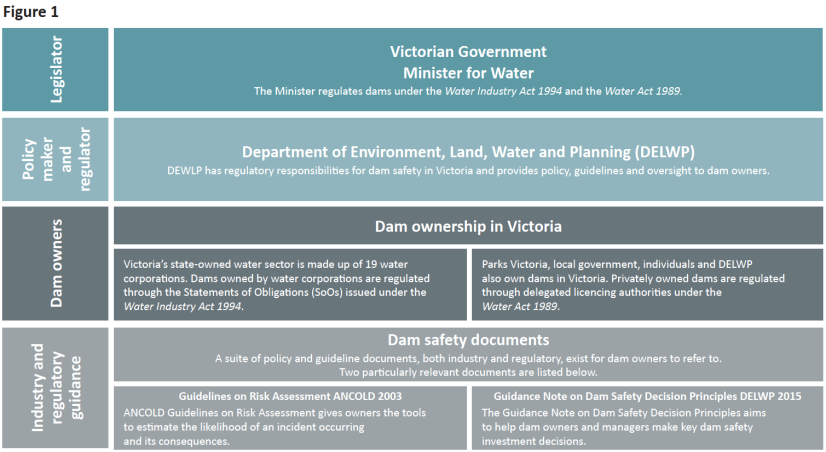 Figure 1
Legislator
Victorian Government
Minister for Water
The Minister regulates dams under the Water Industry Act 1994 and the Water Act 1989.
Policy
maker
and
regulator
Department of Environment, Land, Water and Planning (DELWP)
DEWLP has regulatory responsibilities for dam safety in Victoria and provides policy, guidelines and oversight to dam owners.
Dam owners
Dam ownership in Victoria
Victoria's state-owned water sector is made up of 19 water
corporations. Dams owned by water corporations are regulated
through the Statements of Obligations (SoOs) issued under the
Water Industry Act 1994.
Parks Victoria, local government, individuals and DELWP
also own dams in Victoria. Privately owned dams are regulated
through delegated licencing authorities under the
Water Act 1989.
Industry and
regulatory
guidance
Dam safety documents
A suite of policy and guideline documents, both industry and regulatory, exist for dam owners to refer to.
Two particularly relevant documents are listed below.
Guidelines on Risk Assessment ANCOLD 2003
ANCOLD Guidelines on Risk Assessment gives owners the tools
to estimate the likelihood of an incident occurring
and its consequences.
Guidance Note on Dam Safety Decision Principles DELWP 2015
The Guidance Note on Dam Safety Decision Principles aims
to help dam owners and managers make key dam safety
investment decisions.